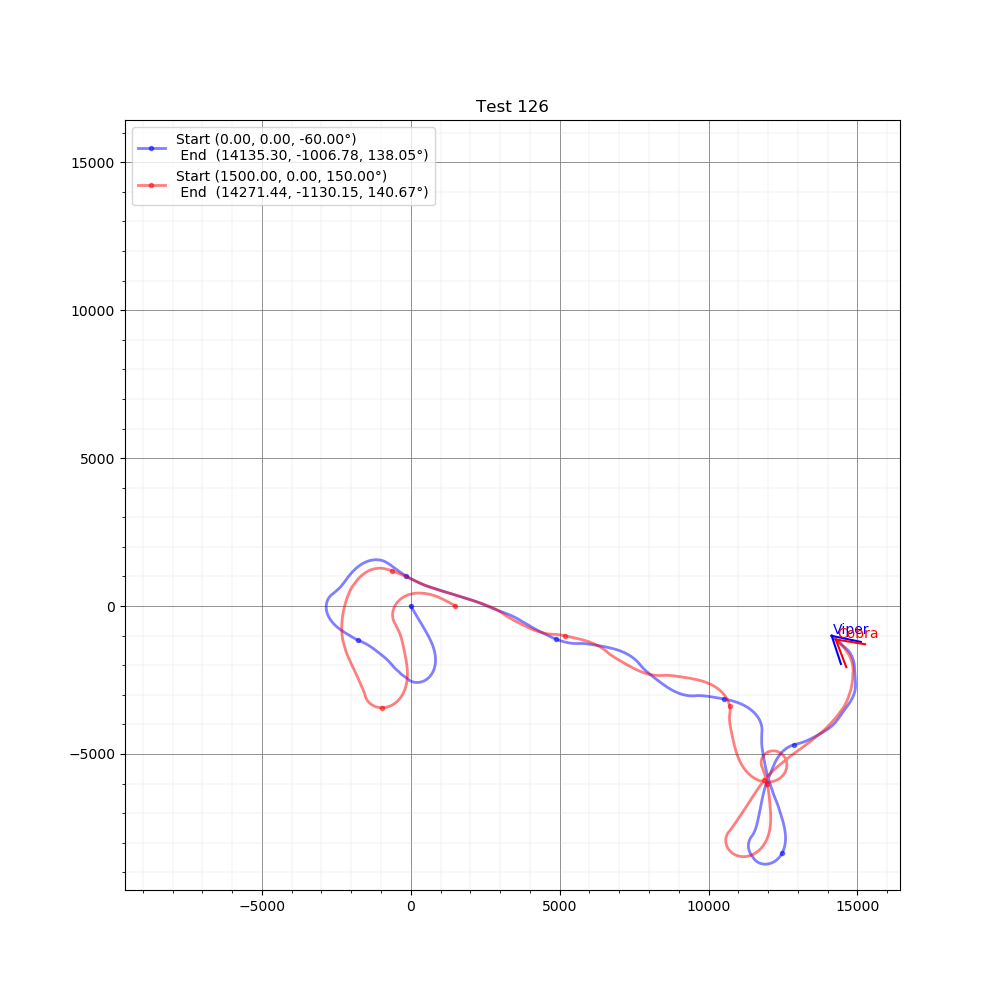 Test 126
Start (0.00, 0.00, -60.00°)
End  (14135.30, -1006.78, 138.05°)
Start (1500.00, 0.00, 150.00°)
End  (14271.44, -1130.15, 140.67°)
15000
10000
5000
0
−5000
Viper
Cobra
−5000
0
5000
10000
15000